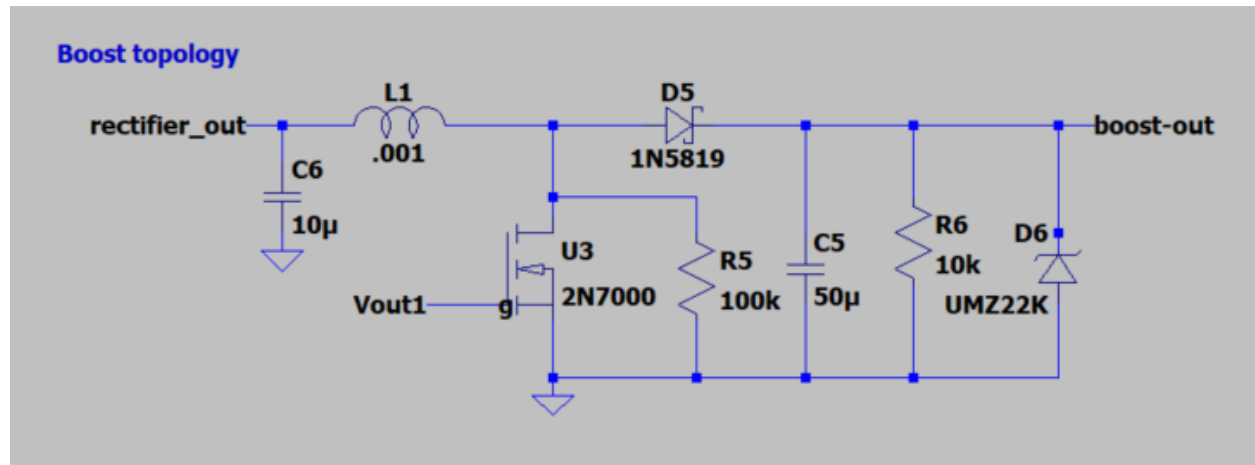 Boost topology
L1
D5
rectifier_out
boost-out
.001
1N5819
C6
10µ
U3
2N7000
Vout1
g
R5
100k
C5
50µ
R6
10k
D6
UMZ22K